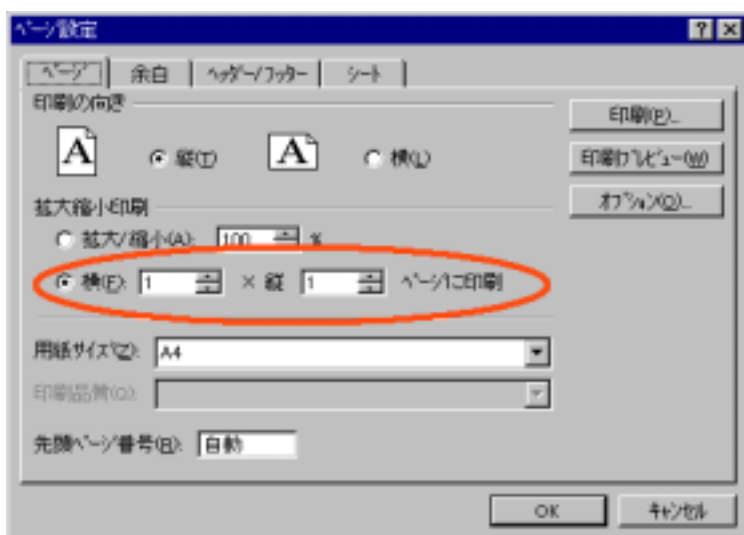 ページ設定
ページ 余白 ヘッダー/フッター シート
印刷の向き
A 縦(T) A 横(L)
印刷(P)...
印刷プレビュー(W)
オプション(O)...
拡大縮小印刷
拡大/縮小(A): 100 %
横(F): 1 × 縦 1 ページに印刷
用紙サイズ(Z): A4
印刷品質(Q):
先頭ページ番号(R): 自動
OK キャンセル